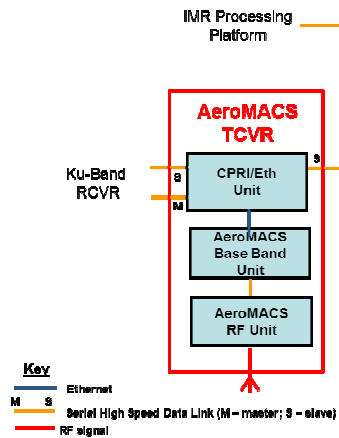 IMR Processing
Platform
AeroMACS
TCVR
Ku-Band
RCVR
S
M
CPRI/Eth
Unit
S
AeroMACS
Base Band
Unit
AeroMACS
RF Unit
Key
Ethernet
M S
Serial High Speed Data Link (M – master; S – slave)
RF signal